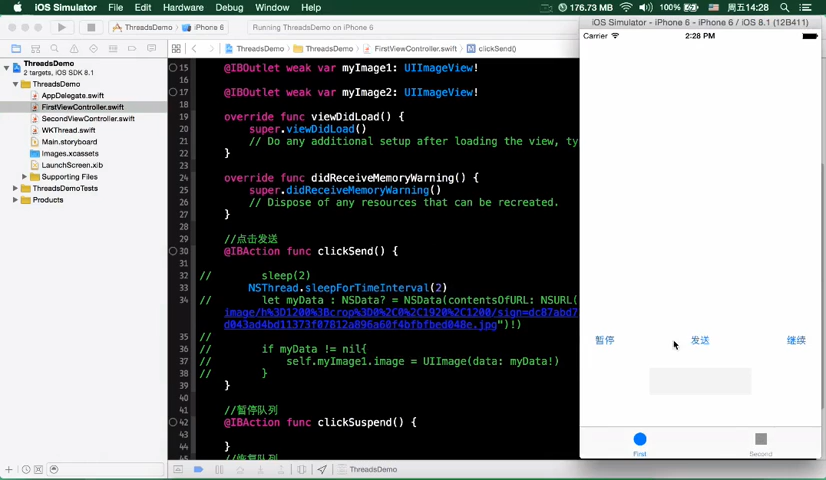 iOS Simulator File Edit Hardware Debug Window Help 176.73 MB 100% 周五14:28
ThreadsDemo iPhone 6 Running ThreadsDemo on iPhone 6
iOS Simulator - iPhone 6 - iPhone 6 / iOS 8.1 (12B411)
Carrier 2:28 PM
ThreadsDemo ThreadsDemo FirstViewController.swift clickSend()
ThreadsDemo
2 targets, iOS SDK 8.1
ThreadsDemo
AppDelegate.swift
FirstViewController.swift
SecondViewController.swift
WKThread.swift
Main.storyboard
Images.xcassets
LaunchScreen.xib
Supporting Files
ThreadsDemoTests
Products
15 @IBOutlet weak var myImage1: UIImageView!
16
17 @IBOutlet weak var myImage2: UIImageView!
18
19 override func viewDidLoad() {
20 super.viewDidLoad()
21 // Do any additional setup after loading the view, ty
22 }
23
24 override func didReceiveMemoryWarning() {
25 super.didReceiveMemoryWarning()
26 // Dispose of any resources that can be recreated.
27 }
28
29 //点击发送
30 @IBAction func clickSend() {
31
32 // sleep(2)
33 NSThread.sleepForTimeInterval(2)
34 // let myData : NSData? = NSData(contentsOfURL: NSURL(
image/h%3D1200%3Bcrop%3D0%2C0%2C1920%2C1200/sign=dc87abd7
d043ad4bd11373f07812a896a60f4bfbfbed048e.jpg")!)
35 //
36 // if myData != nil{
37 // self.myImage1.image = UIImage(data: myData!)
38 // }
39 }
40
41 //暂停队列
42 @IBAction func clickSuspend() {
43
44 }
45 //恢复队列
暂停 发送 继续
First Second
ThreadsDemo